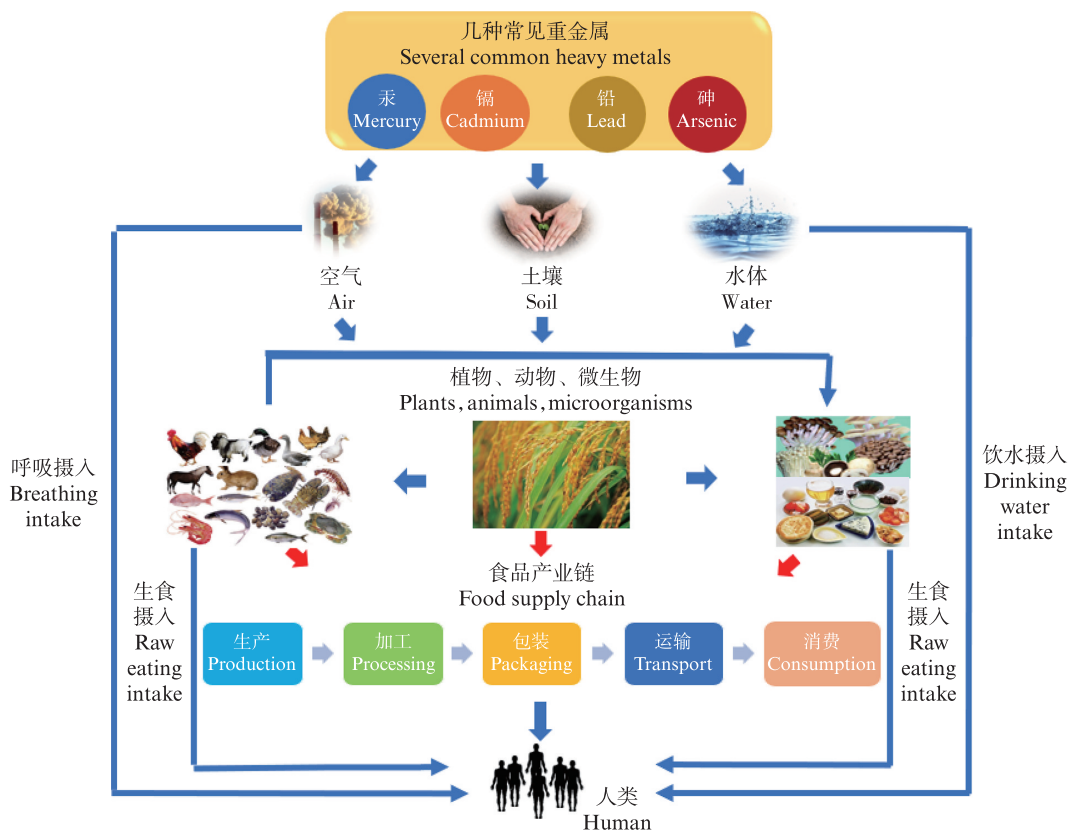 几种常见重金属
Several common heavy metals
汞
Mercury
镉
Cadmium
铅
Lead
砷
Arsenic
空气
Air
土壤
Soil
水体
Water
植物、动物、微生物
Plants,animals,microorganisms
呼吸摄入
Breathing
intake
饮水摄入
Drinking
water
intake
食品产业链
Food supply chain
生食
摄入
Raw
eating
intake
生产
Production
加工
Processing
包装
Packaging
运输
Transport
消费
Consumption
生食
摄入
Raw
eating
intake
人类
Human